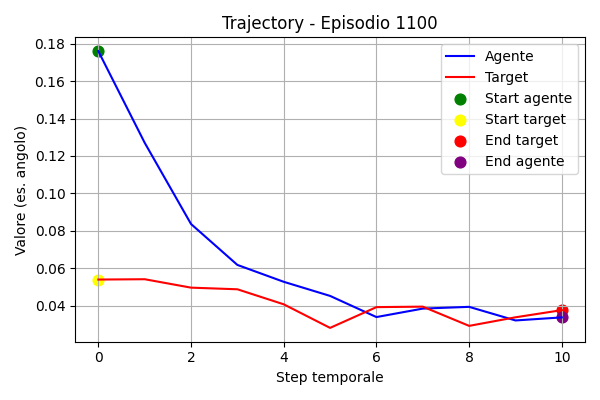 Trajectory - Episodio 1100
Valore (es. angolo)
0.18
0.16
0.14
0.12
0.10
0.08
0.06
0.04
0
2
4
6
8
10
Step temporale
Agente
Target
Start agente
Start target
End target
End agente